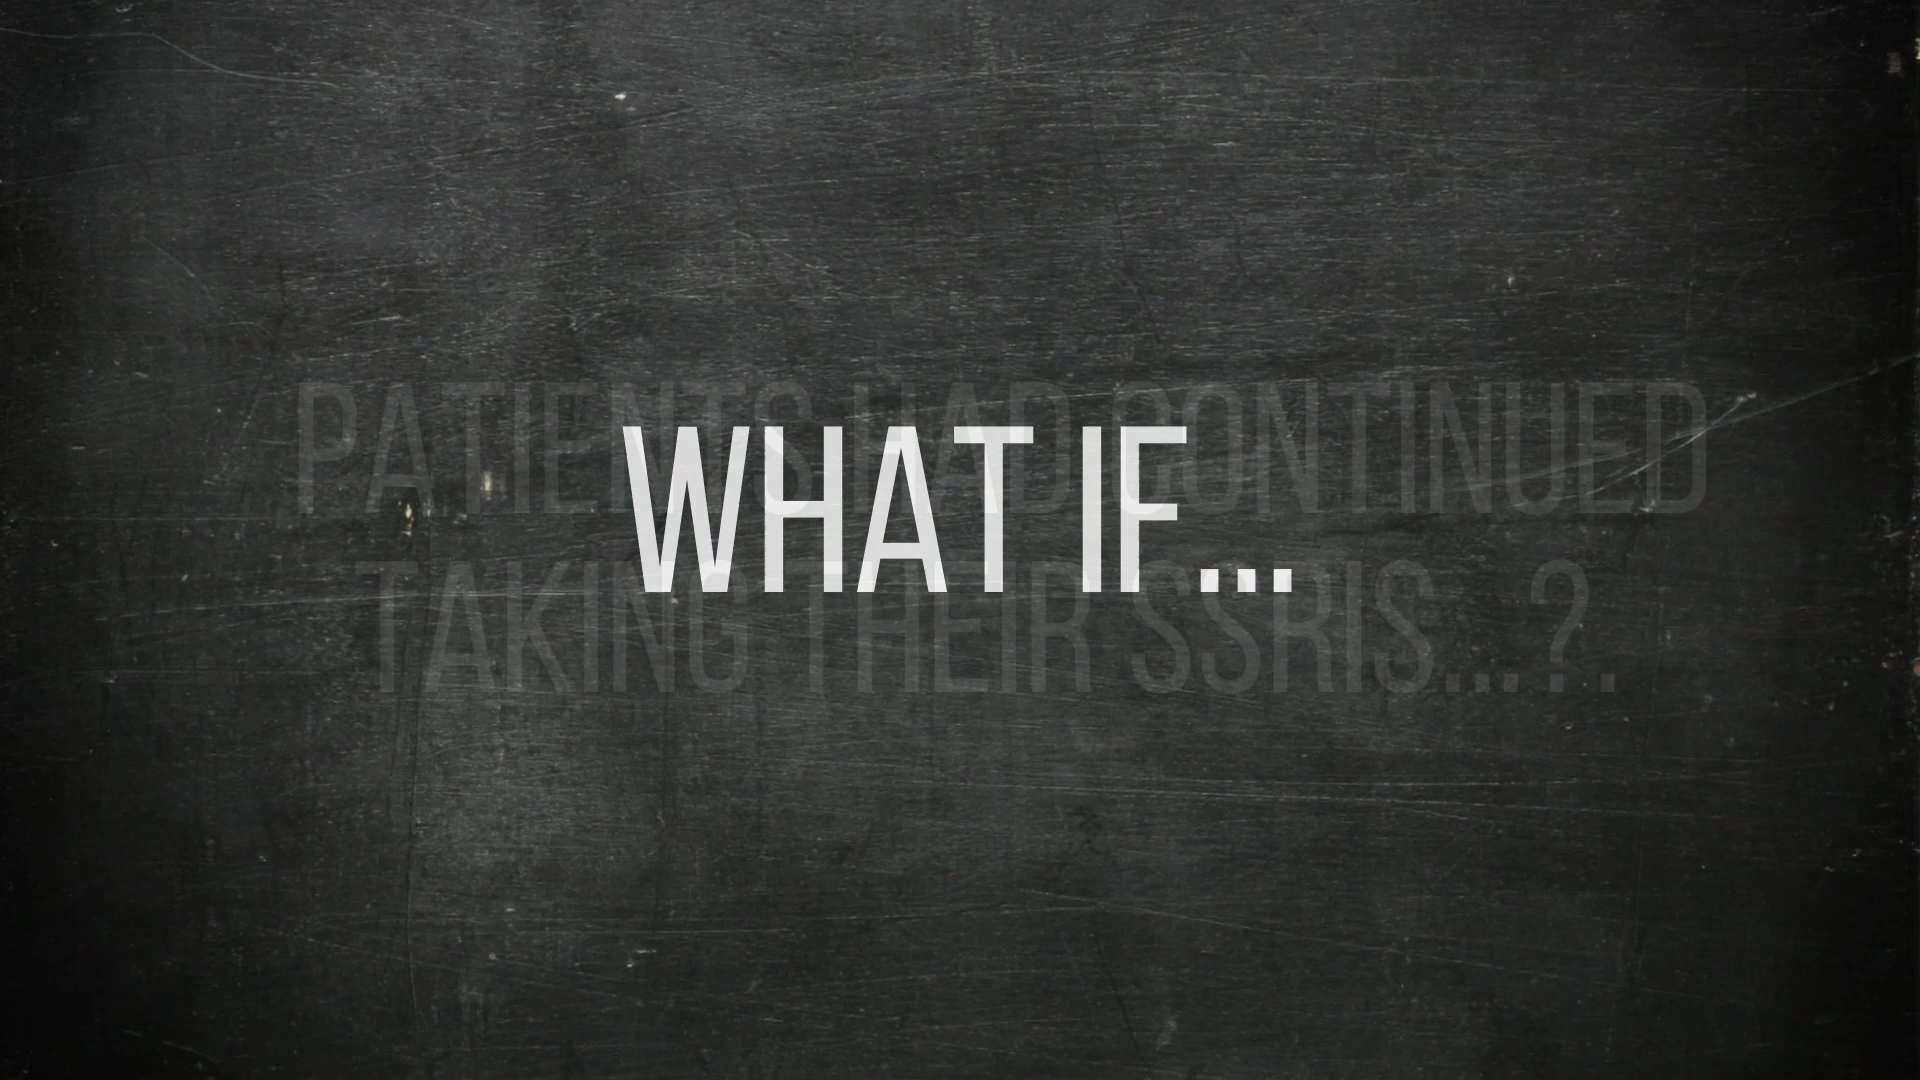 WHAT IF...
PATIENTS HAD CONTINUED
TAKING THEIR SSRIS...?.